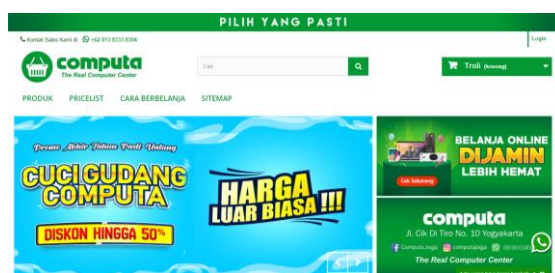 PILIH YANG PASTI
Kontak Sales Kami di +62 813 8333 8384
Login
computa
The Real Computer Center
Cari
Troli (kosong)
PRODUK PRICELIST CARA BERBELANJA SITEMAP
Promo Akhir Tahun Pasti Untung
CUCI GUDANG
COMPUTA
DISKON HINGGA 50%
HARGA
LUAR BIASA !!!
BELANJA ONLINE
DIJAMIN
LEBIH HEMAT
Cek Sekarang
computa
Jl. Cik Di Tiro No. 10 Yogyakarta
Computa.Jogja computajogja
The Real Computer Center